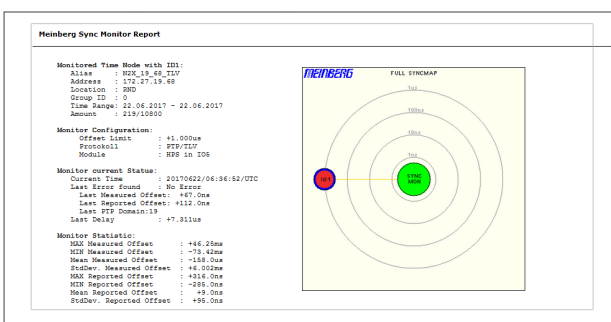 Meinberg Sync Monitor Report
Monitored Time Node with ID1:
Alias : N2X_19_68_TLV
Address : 172.27.19.68
Location : RND
Group ID : 0
Time Range: 22.06.2017 - 22.06.2017
Amount : 219/10800
Monitor Configuration:
Offset Limit : +1.000us
Protokoll : PTP/TLV
Module : HPS in IO5
Monitor current Status:
Current Time : 20170622/06:36:52/UTC
Last Error found : No Error
Last Measured Offset: +67.0ns
Last Reported Offset: +112.0ns
Last PTP Domain:19
Last Delay : +7.311us
Monitor Statistic:
MAX Measured Offset : +46.25ms
MIN Measured Offset : -73.42ms
Mean Measured Offset : -158.0us
StdDev. Measured Offset : +6.002ms
MAX Reported Offset : +316.0ns
MIN Reported Offset : -285.0ns
Mean Reported Offset : +9.0ns
StdDev. Reported Offset : +95.0ns
MEINBERG
FULL SYNCMAP
1us
100ns
10ns
1ns
SYNC
MON